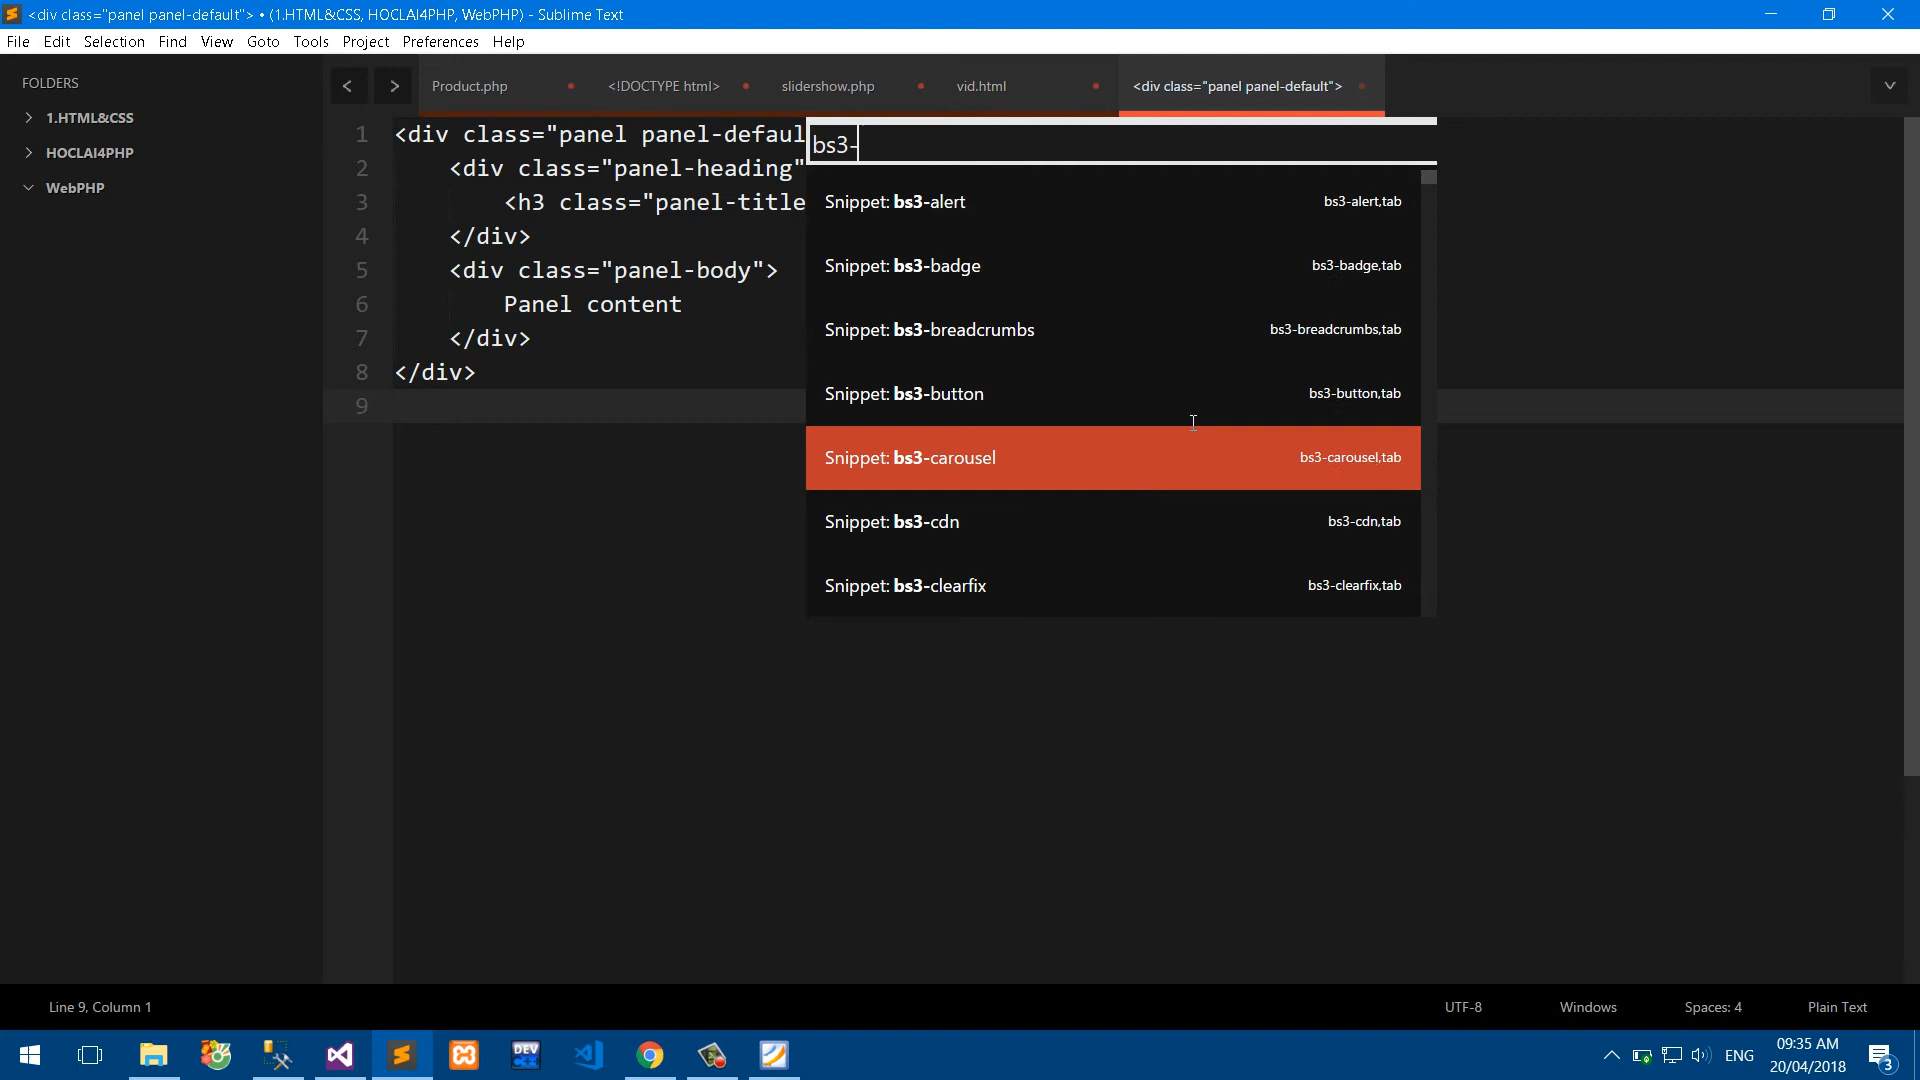 <div class="panel panel-default"> • (1.HTML&CSS, HOCLAI4PHP, WebPHP) - Sublime Text
File Edit Selection Find View Goto Tools Project Preferences Help
FOLDERS
1.HTML&CSS
HOCLAI4PHP
WebPHP
Product.php
<!DOCTYPE html>
slidershow.php
vid.html
<div class="panel panel-default">
1 <div class="panel panel-defaul
2 <div class="panel-heading"
3 <h3 class="panel-title
4 </div>
5 <div class="panel-body">
6 Panel content
7 </div>
8 </div>
9
bs3-
Snippet: bs3-alert bs3-alert,tab
Snippet: bs3-badge bs3-badge,tab
Snippet: bs3-breadcrumbs bs3-breadcrumbs,tab
Snippet: bs3-button bs3-button,tab
Snippet: bs3-carousel bs3-carousel,tab
Snippet: bs3-cdn bs3-cdn,tab
Snippet: bs3-clearfix bs3-clearfix,tab
Line 9, Column 1
UTF-8 Windows Spaces: 4 Plain Text
DEV
ENG
09:35 AM
20/04/2018
3